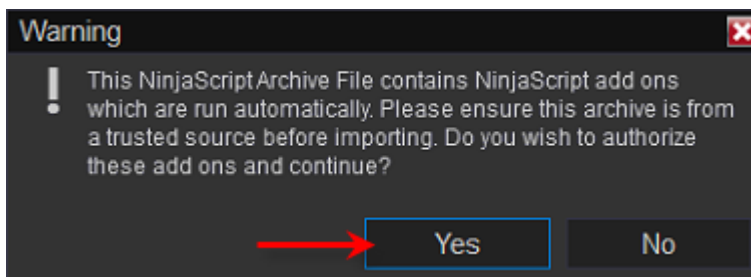 Warning
This NinjaScript Archive File contains NinjaScript add ons
which are run automatically. Please ensure this archive is from
a trusted source before importing. Do you wish to authorize
these add ons and continue?
Yes
No